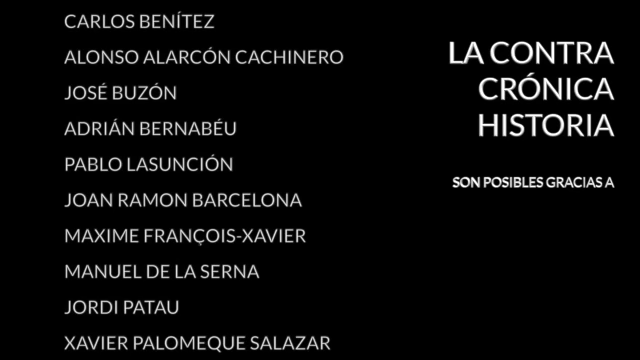 CARLOS BENÍTEZ
ALONSO ALARCÓN CACHINERO
JOSÉ BUZÓN
ADRIÁN BERNABÉU
PABLO LASUNCIÓN
JOAN RAMON BARCELONA
MAXIME FRANÇOIS-XAVIER
MANUEL DE LA SERNA
JORDI PATAU
XAVIER PALOMEQUE SALAZAR
LA CONTRA
CRÓNICA
HISTORIA
SON POSIBLES GRACIAS A